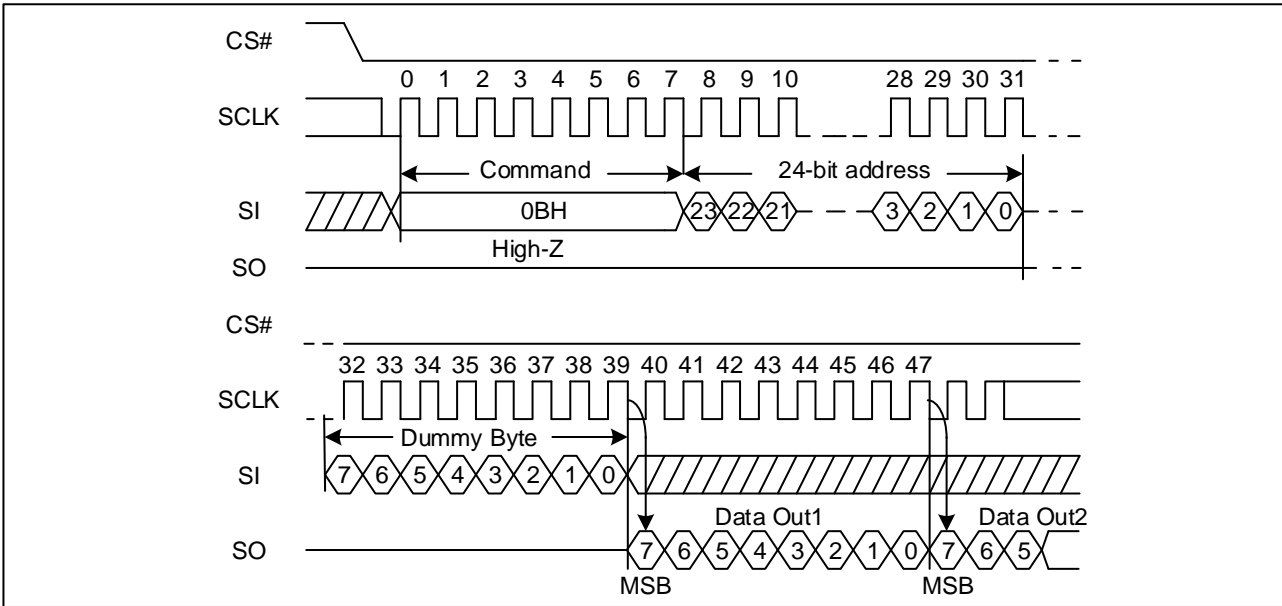 CS#
0 1 2 3 4 5 6 7 8 9 10 28 29 30 31
SCLK
Command 24-bit address
SI 0BH 23 22 21 3 2 1 0
High-Z
SO
CS#
32 33 34 35 36 37 38 39 40 41 42 43 44 45 46 47
SCLK
Dummy Byte
SI 7 6 5 4 3 2 1 0
Data Out1 Data Out2
SO 7 6 5 4 3 2 1 0 7 6 5
MSB MSB